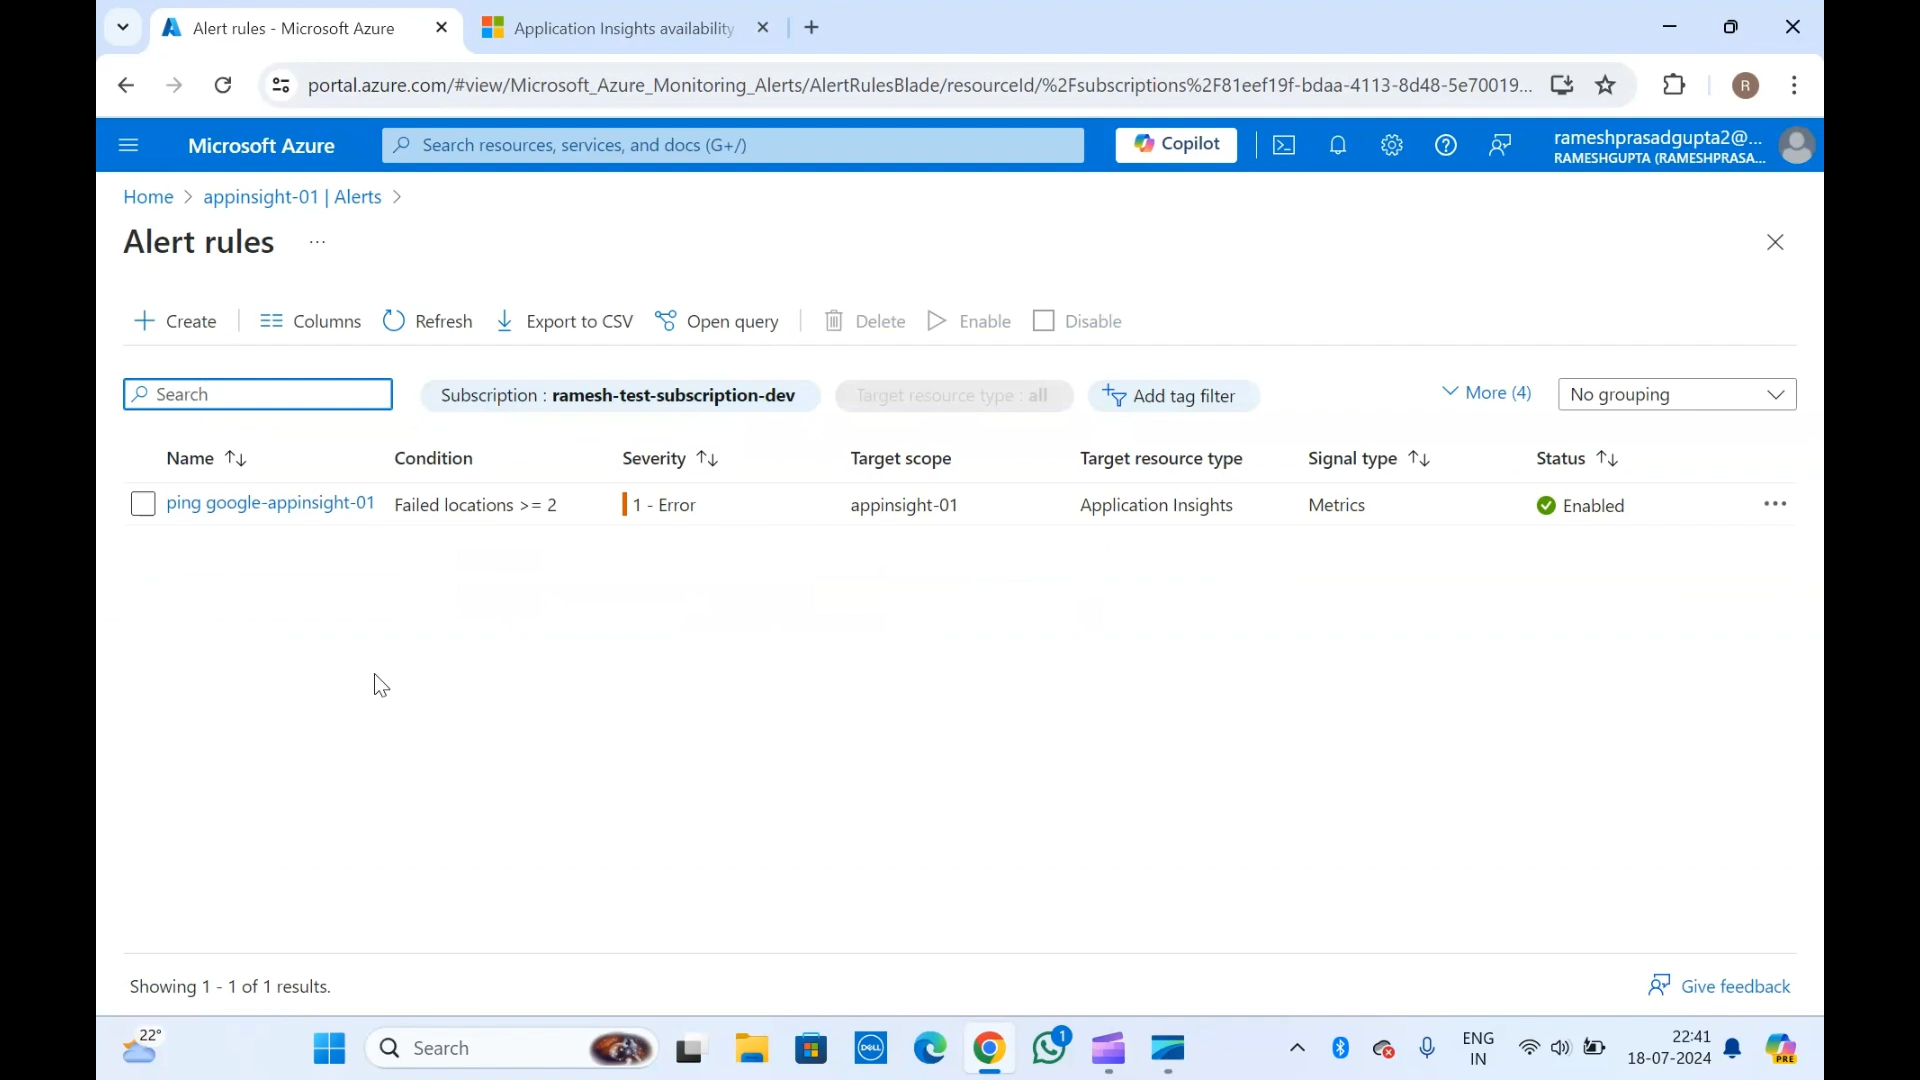 Alert rules - Microsoft Azure
Application Insights availability
portal.azure.com/#view/Microsoft_Azure_Monitoring_Alerts/AlertRulesBlade/resourceId/%2Fsubscriptions%2F81eef19f-bdaa-4113-8d48-5e70019...
R
Microsoft Azure
Search resources, services, and docs (G+/)
Copilot
rameshprasadgupta2@...
RAMESHGUPTA (RAMESHPRASA...
Home > appinsight-01 | Alerts >
Alert rules ...
Create
Columns
Refresh
Export to CSV
Open query
Delete
Enable
Disable
Search
Subscription : ramesh-test-subscription-dev
Target resource type : all
Add tag filter
More (4)
No grouping
Name Condition Severity Target scope Target resource type Signal type Status
ping google-appinsight-01 Failed locations >= 2 1 - Error appinsight-01 Application Insights Metrics Enabled
Showing 1 - 1 of 1 results.
Give feedback
22°
Search
DELL
1
ENG
IN
22:41
18-07-2024
PRE